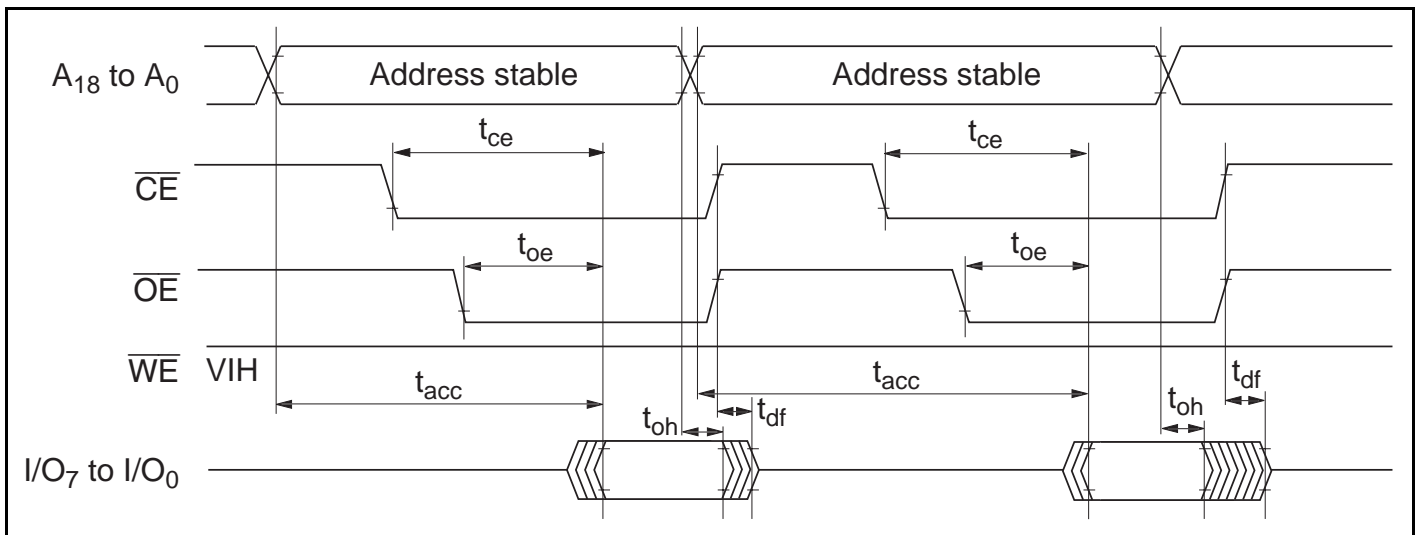 A18 to A0 Address stable Address stable
tce tce
CE
toe toe
OE
WE VIH
tacc tacc
toh tdf toh tdf
I/O7 to I/O0